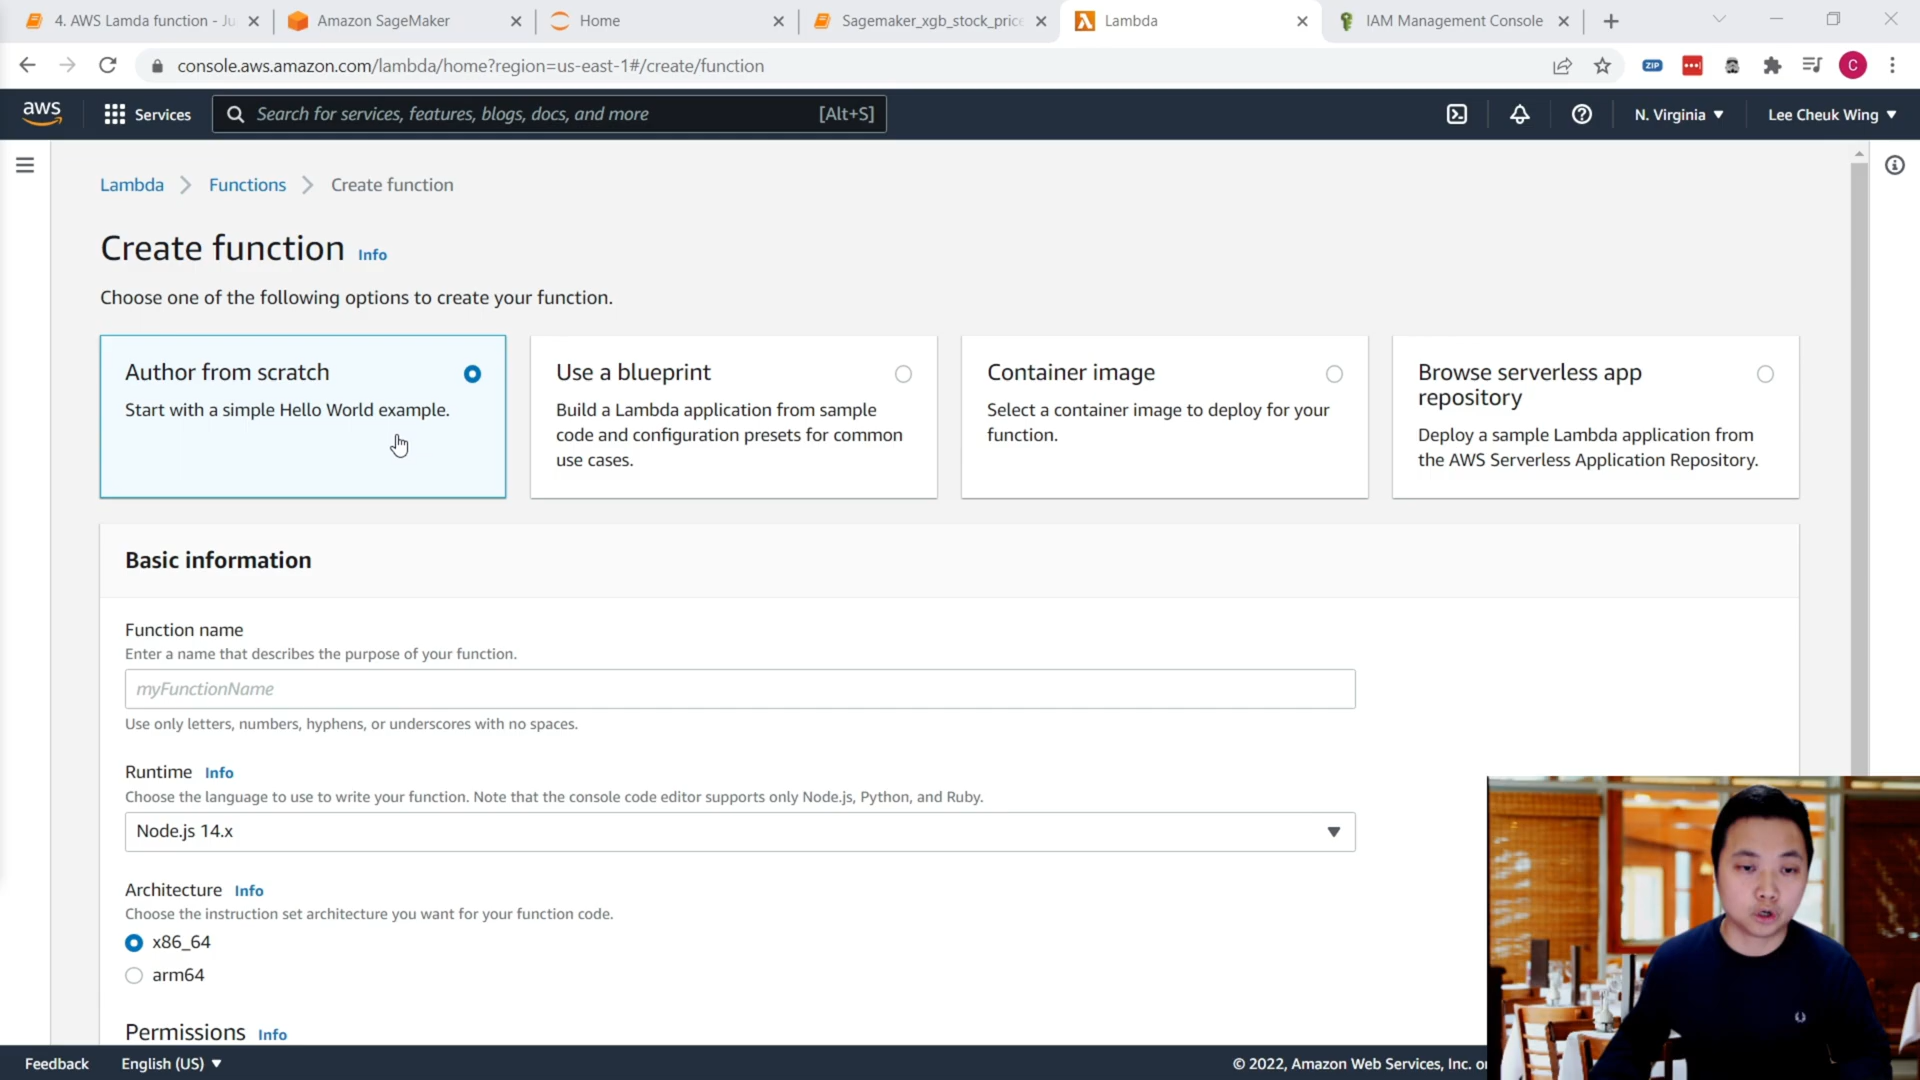 4. AWS Lamda function - Ju
Amazon SageMaker
Home
Sagemaker_xgb_stock_price
Lambda
IAM Management Console
console.aws.amazon.com/lambda/home?region=us-east-1#/create/function
ZIP
C
aws
Services
Search for services, features, blogs, docs, and more
[Alt+S]
N. Virginia
Lee Cheuk Wing
Lambda
Functions
Create function
Create function
Info
Choose one of the following options to create your function.
Author from scratch
Start with a simple Hello World example.
Use a blueprint
Build a Lambda application from sample
code and configuration presets for common
use cases.
Container image
Select a container image to deploy for your
function.
Browse serverless app
repository
Deploy a sample Lambda application from
the AWS Serverless Application Repository.
Basic information
Function name
Enter a name that describes the purpose of your function.
myFunctionName
Use only letters, numbers, hyphens, or underscores with no spaces.
Runtime Info
Choose the language to use to write your function. Note that the console code editor supports only Node.js, Python, and Ruby.
Node.js 14.x
Architecture Info
Choose the instruction set architecture you want for your function code.
x86_64
arm64
Permissions Info
Feedback
English (US)
© 2022, Amazon Web Services, Inc. or